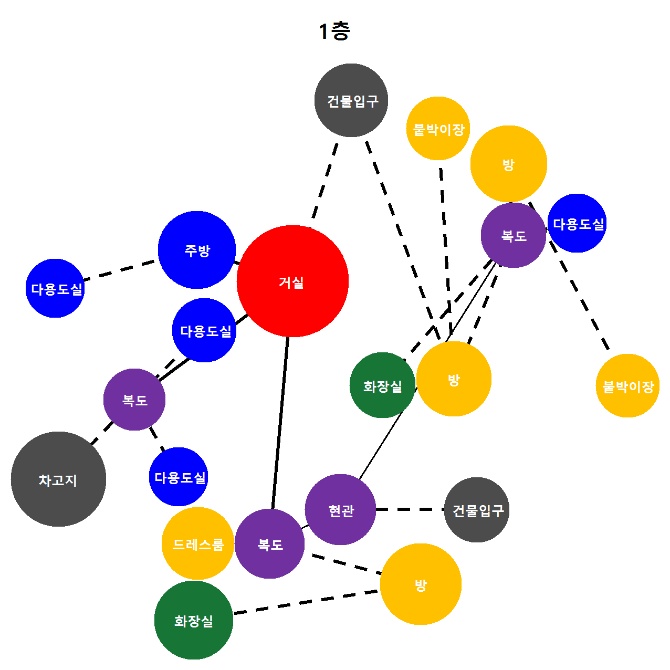 1층
건물입구
붙박이장
방
다용도실
복도
주방
거실
다용도실
다용도실
화장실
방
붙박이장
복도
차고지
다용도실
현관
건물입구
드레스룸
복도
방
화장실